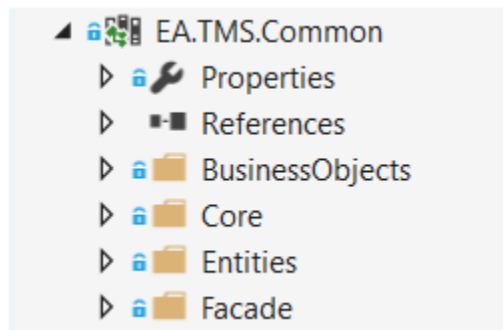 EA.TMS.Common
Properties
References
BusinessObjects
Core
Entities
Facade